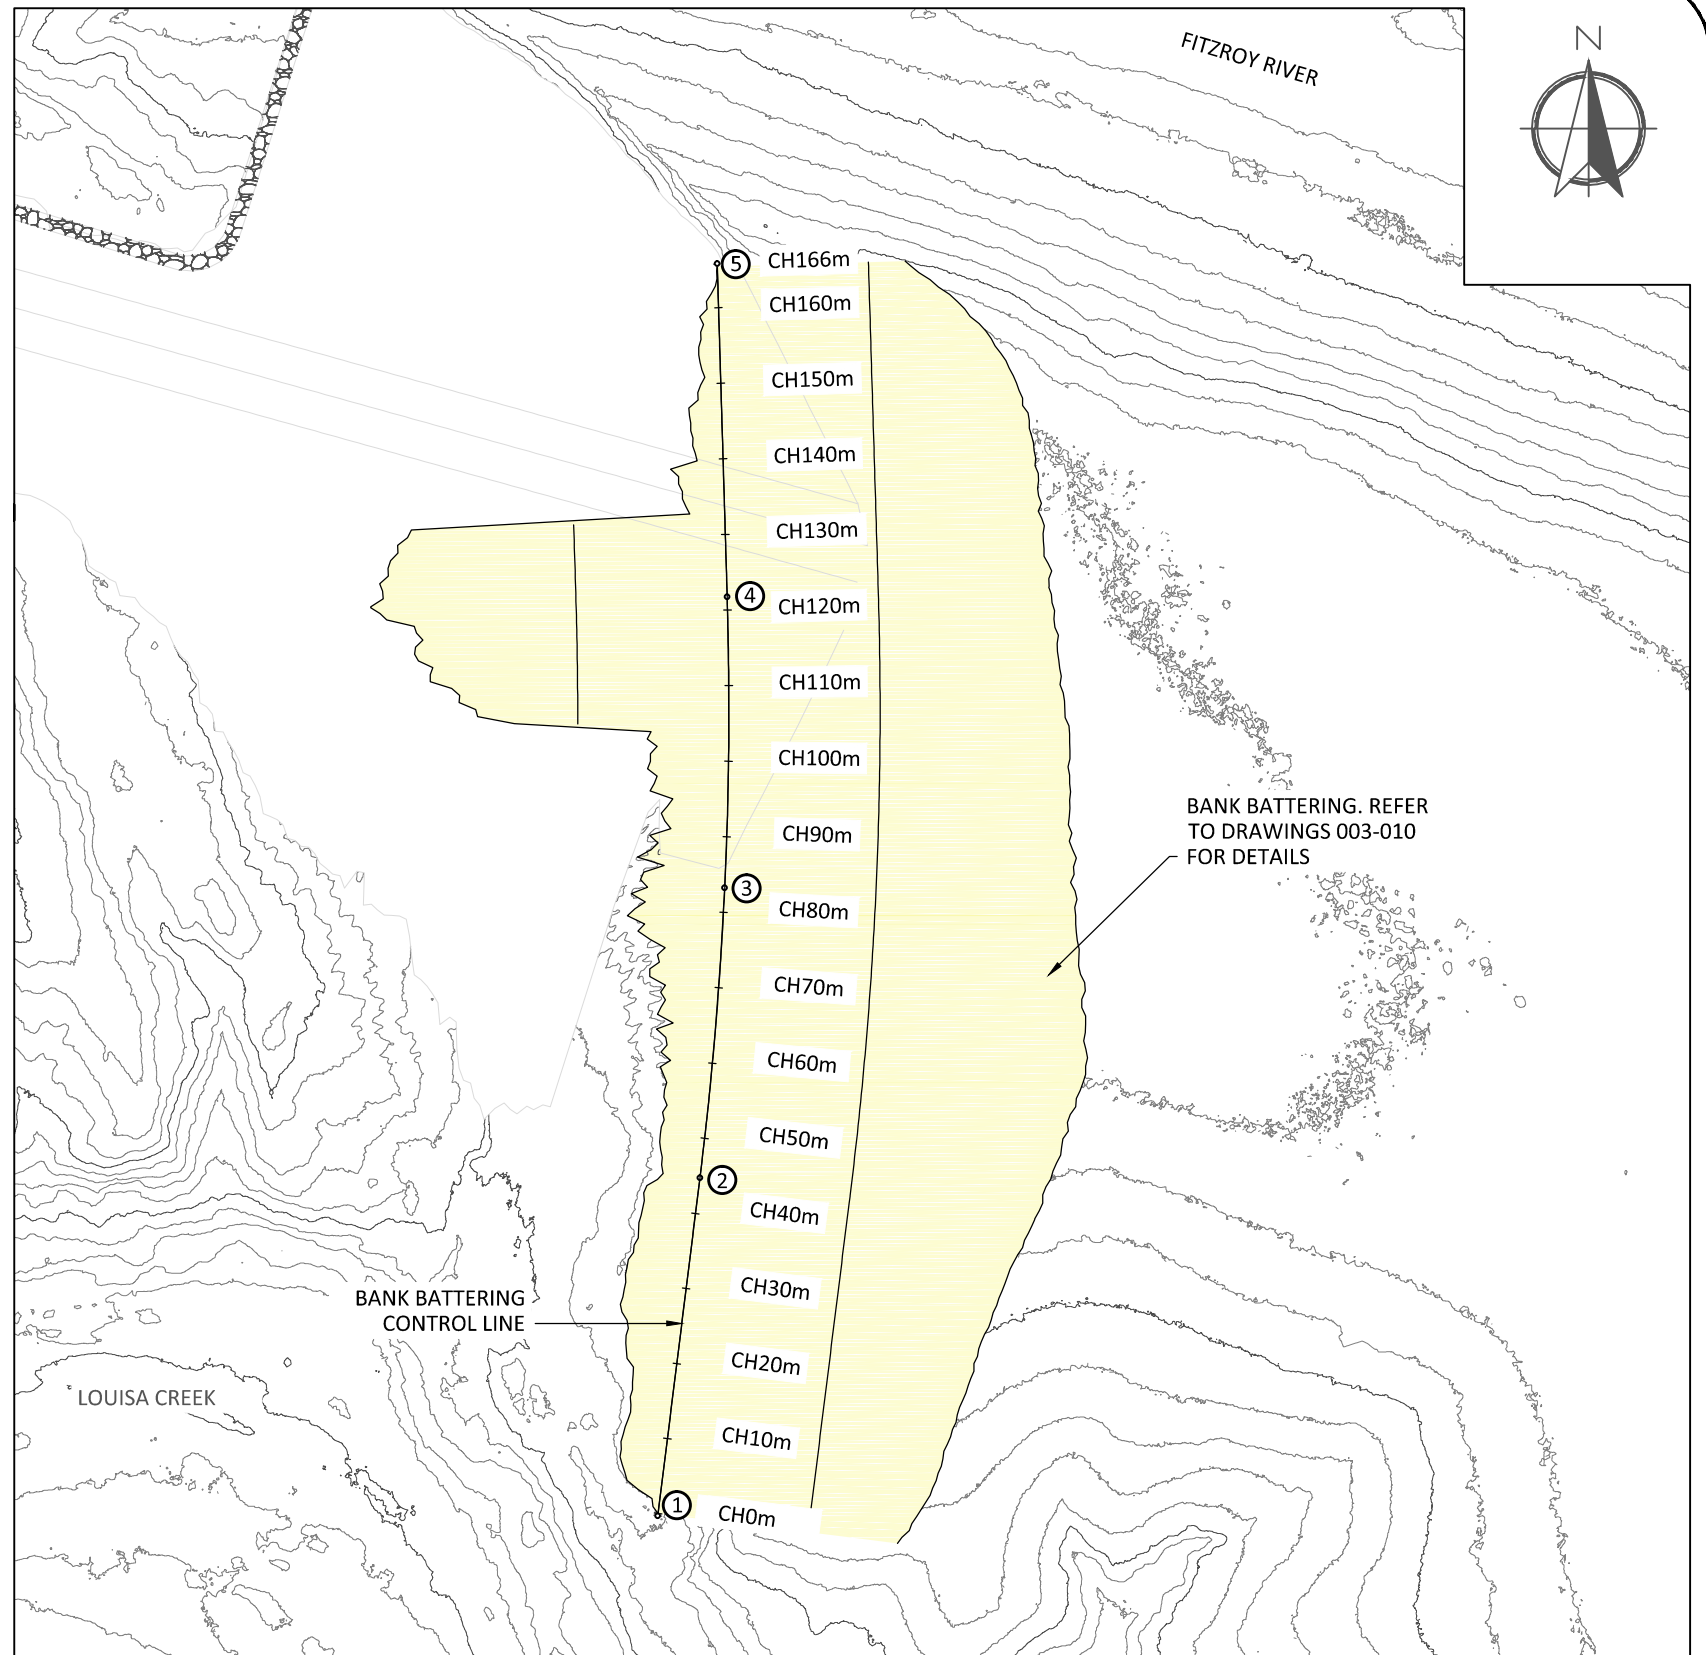 FITZROY RIVER
N
5
CH166m
CH160m
CH150m
CH140m
CH130m
4
CH120m
CH110m
CH100m
BANK BATTERING. REFER
TO DRAWINGS 003-010
FOR DETAILS
CH90m
3
CH80m
CH70m
CH60m
CH50m
2
CH40m
CH30m
BANK BATTERING
CONTROL LINE
CH20m
LOUISA CREEK
CH10m
1
CH0m